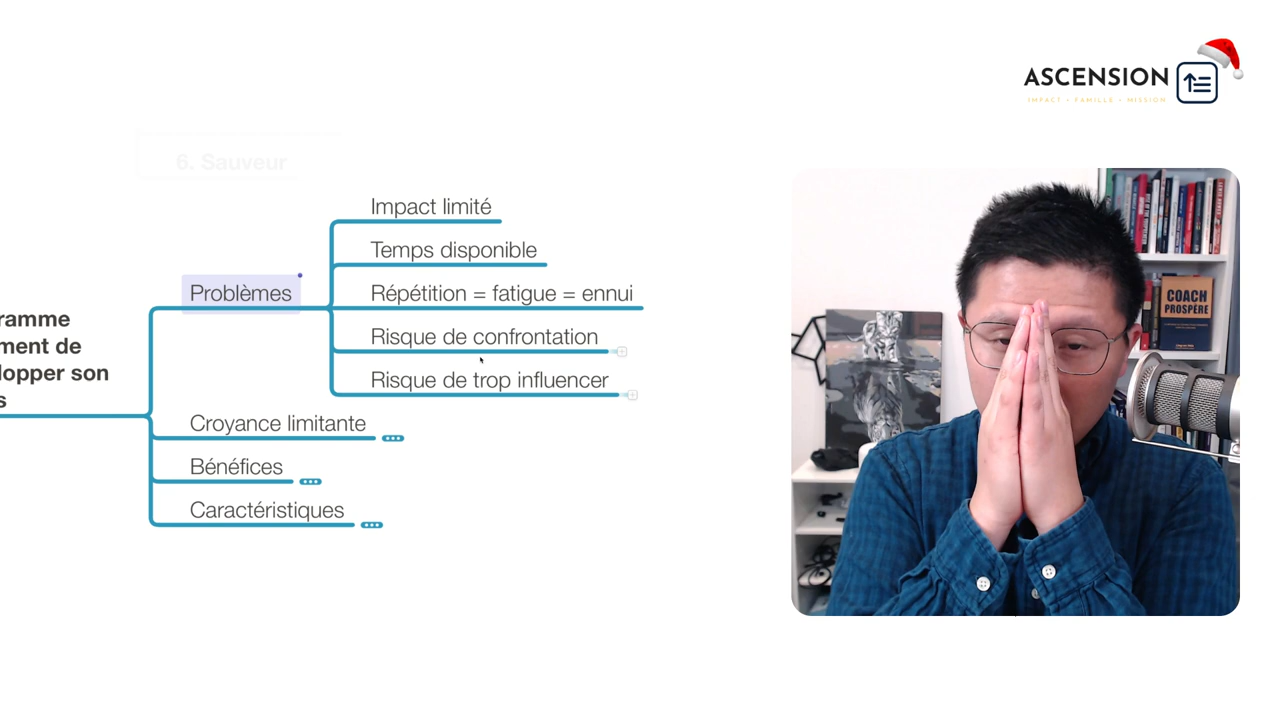 ASCENSION
IMPACT • FAMILLE • MISSION
6. Sauveur
Impact limité
Temps disponible
Problèmes
Répétition = fatigue = ennui
Risque de confrontation
Risque de trop influencer
ramme
ment de
lopper son
s
Croyance limitante
Bénéfices
Caractéristiques
COACH
PROSPÈRE